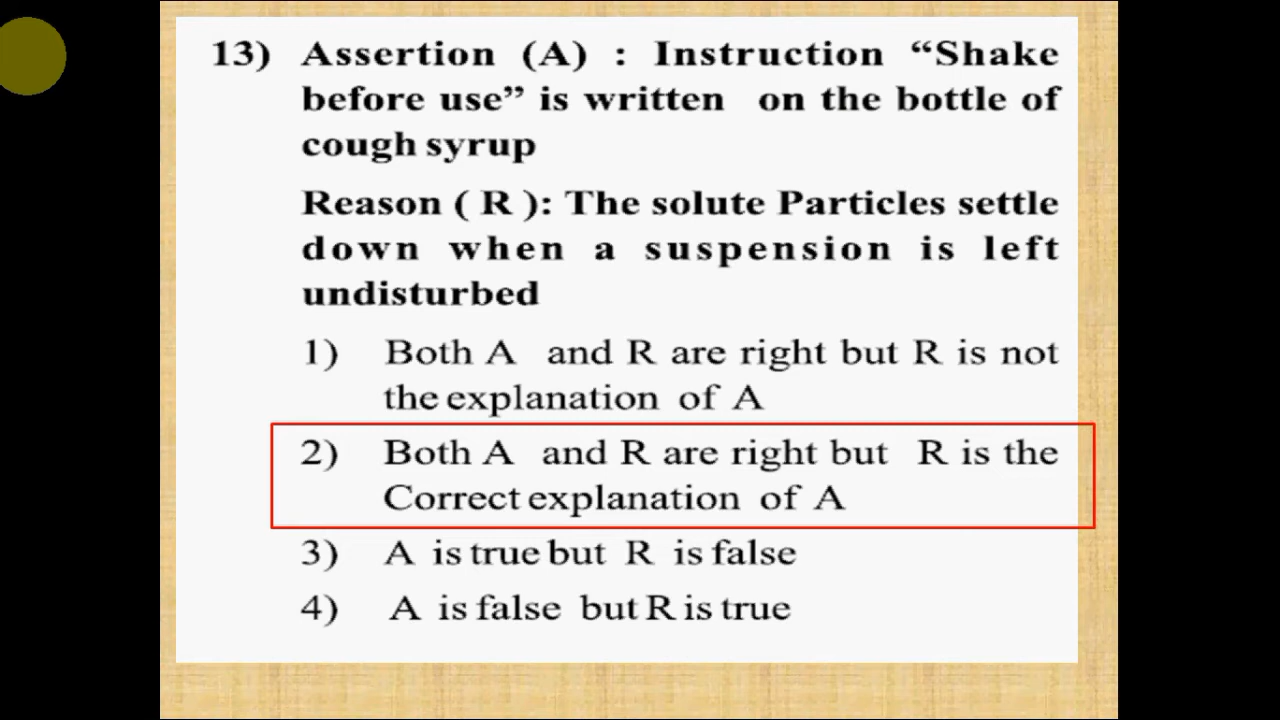 13) Assertion (A) : Instruction “Shake
before use” is written on the bottle of
cough syrup
Reason ( R ): The solute Particles settle
down when a suspension is left
undisturbed
1) Both A and R are right but R is not
the explanation of A
2) Both A and R are right but R is the
Correct explanation of A
3) A is true but R is false
4) A is false but R is true